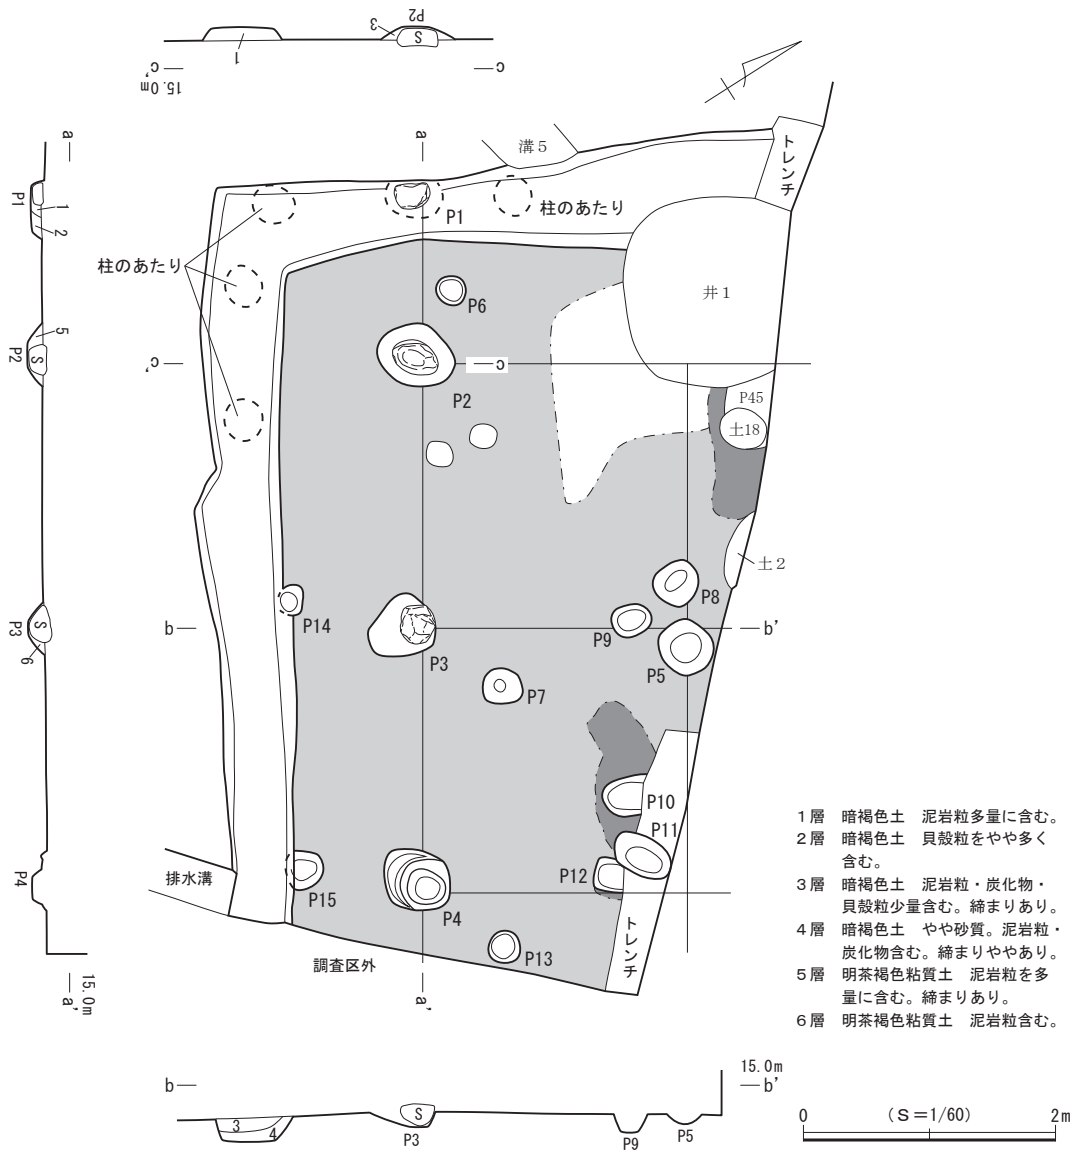 P2
3
S
1
c'
c
15.0m
a
a
溝5
トレンチ
P1
柱のあたり
柱のあたり
井1
P6
c'
c
P2
P45
土18
土2
P1
1
2
5
P2
S
P3
S
6
P4
15.0m
a'
b
P14
P3
P8
P9
P5
b'
P7
P10
P11
P12
排水溝
P15
P4
P13
トレンチ
調査区外
a'
1層 暗褐色土 泥岩粒多量に含む。
2層 暗褐色土 貝殻粒をやや多く
含む。
3層 暗褐色土 泥岩粒・炭化物・
貝殻粒少量含む。締まりあり。
4層 暗褐色土 やや砂質。泥岩粒・
炭化物含む。締まりややあり。
5層 明茶褐色粘質土 泥岩粒を多
量に含む。締まりあり。
6層 明茶褐色粘質土 泥岩粒含む。
b
15.0m
b'
3
4
S
P3
P9
P5
0 (S=1/60) 2m